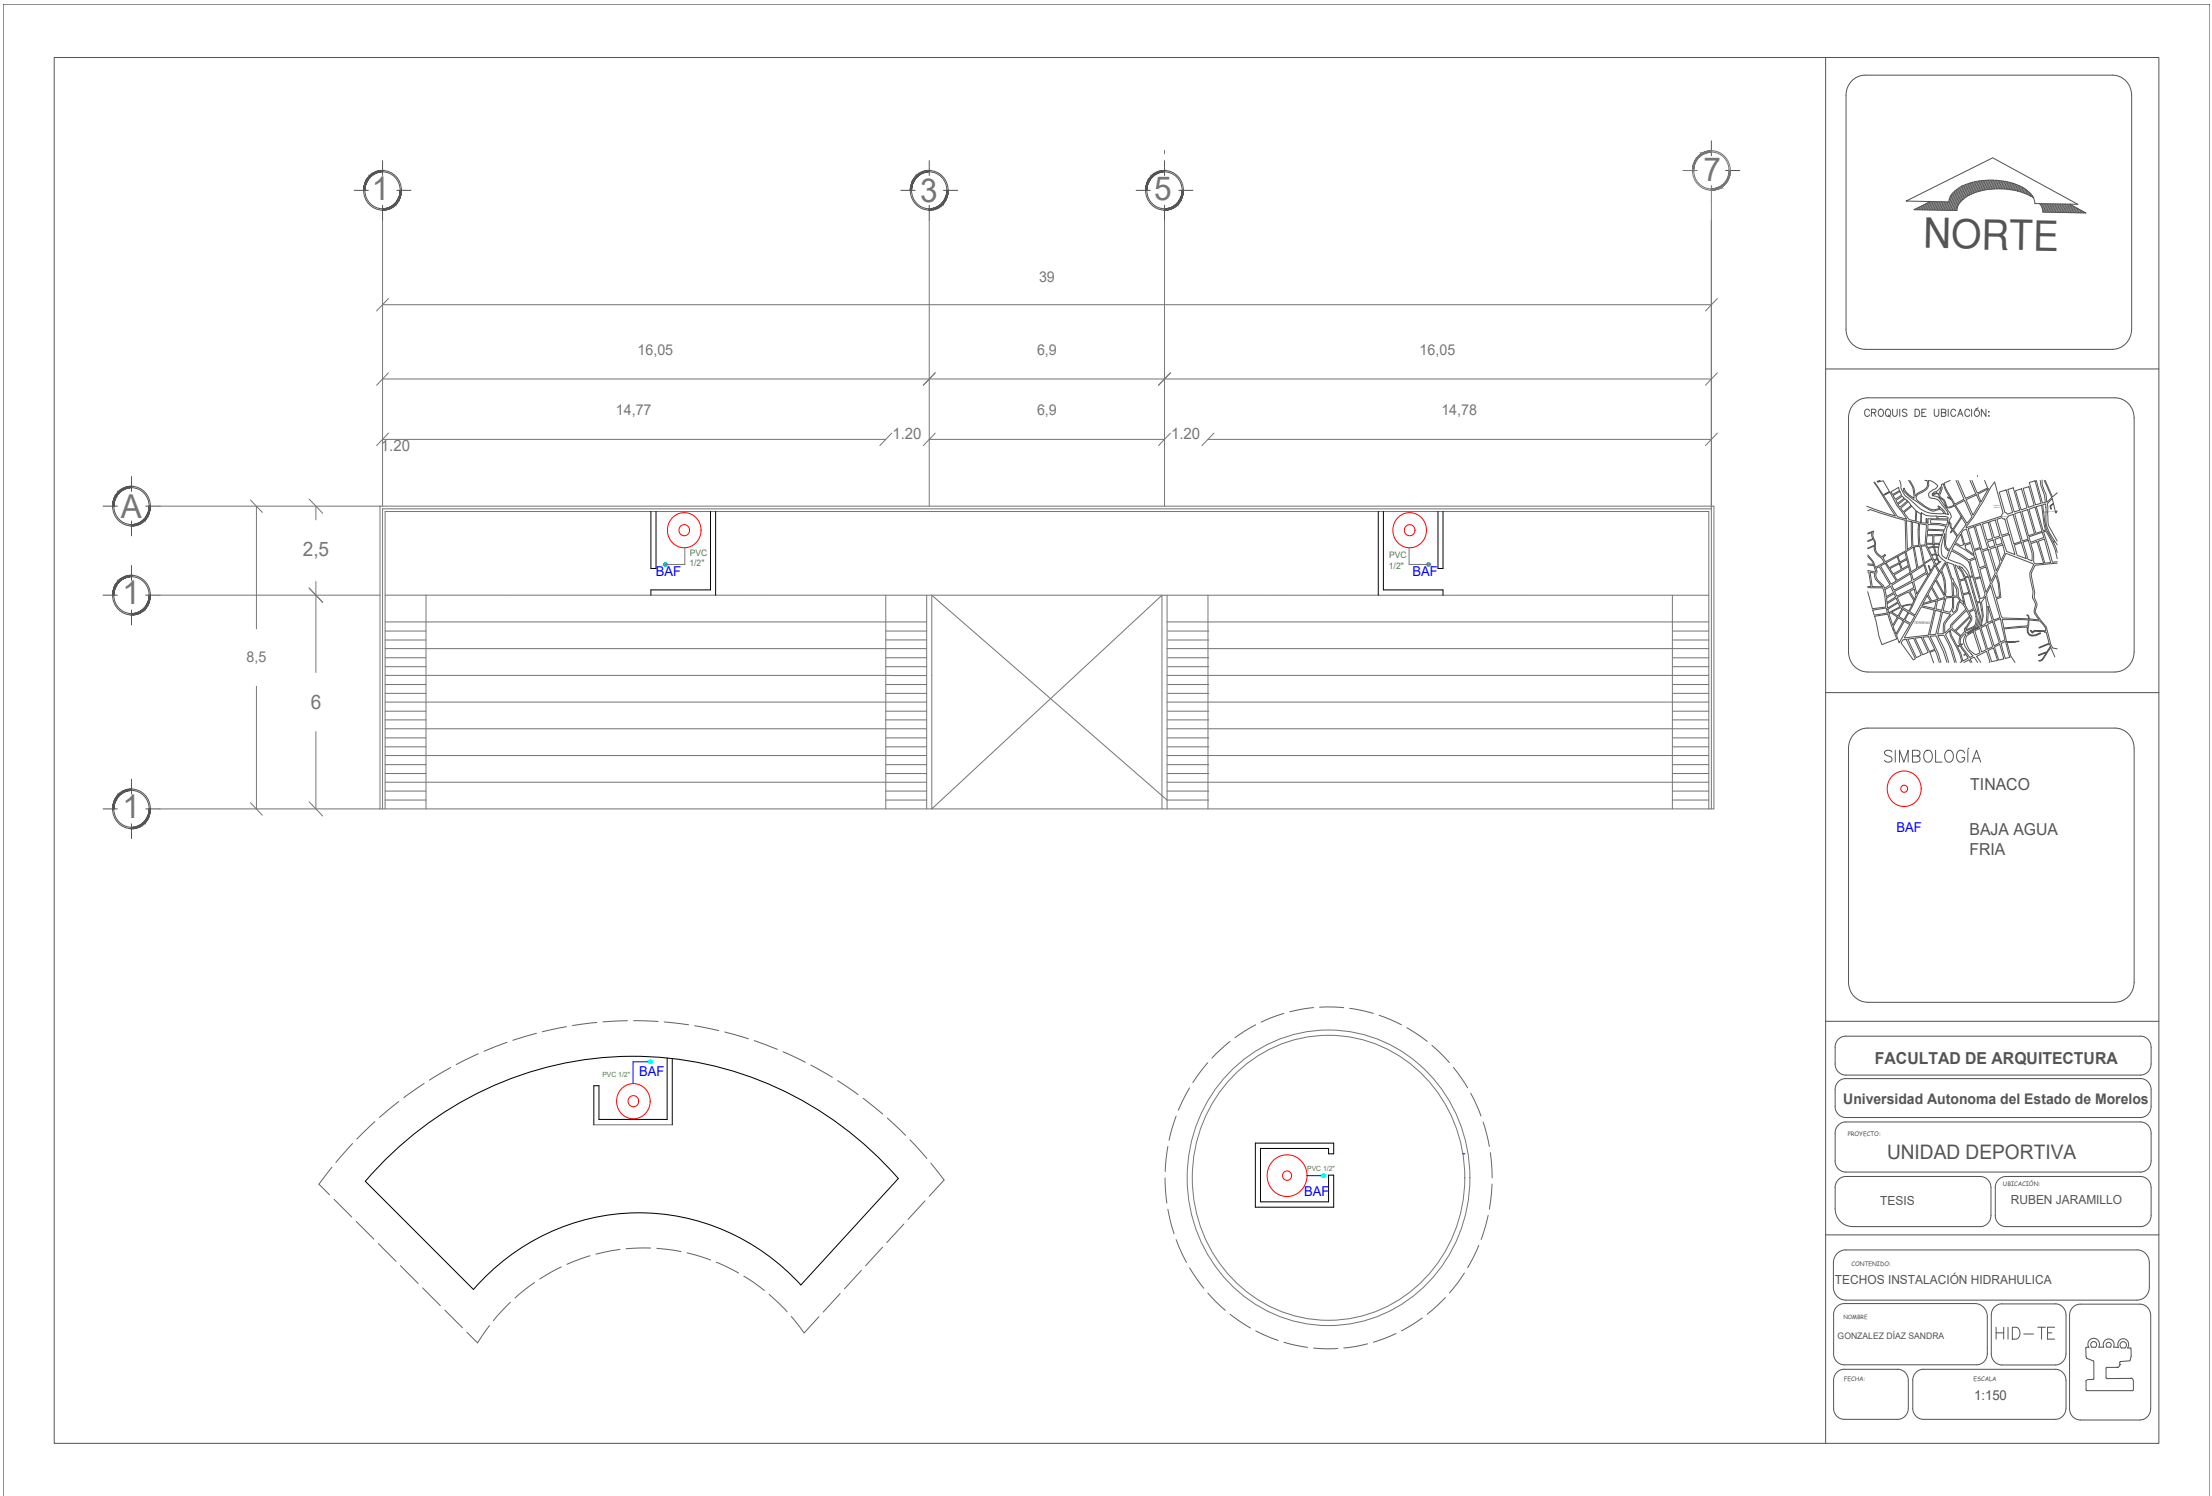 1
3
5
7
39
16,05
6,9
16,05
14,77
6,9
14,78
1.20
1.20
1.20
A
2,5
1
8,5
6
1
PVC
1/2"
BAF
PVC
1/2"
BAF
PVC 1/2"
BAF
PVC 1/2"
BAF
NORTE
CROQUIS DE UBICACIÓN:
SIMBOLOGÍA
TINACO
BAF
BAJA AGUA
FRIA
FACULTAD DE ARQUITECTURA
Universidad Autonoma del Estado de Morelos
PROYECTO:
UNIDAD DEPORTIVA
TESIS
UBICACIÓN:
RUBEN JARAMILLO
CONTENIDO:
TECHOS INSTALACIÓN HIDRAHULICA
NOMBRE
GONZALEZ DÍAZ SANDRA
HID-TE
FECHA:
ESCALA
1:150